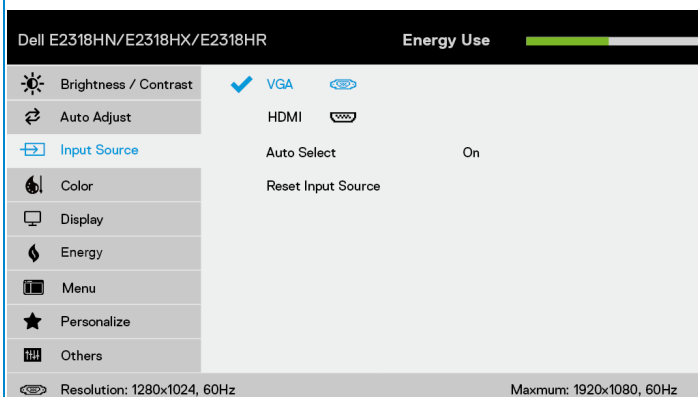 Dell E2318HN/E2318HX/E2318HR Energy Use
Brightness / Contrast VGA
Auto Adjust HDMI
Input Source Auto Select On
Color Reset Input Source
Display
Energy
Menu
Personalize
Others
Resolution: 1280x1024, 60Hz Maxmum: 1920x1080, 60Hz